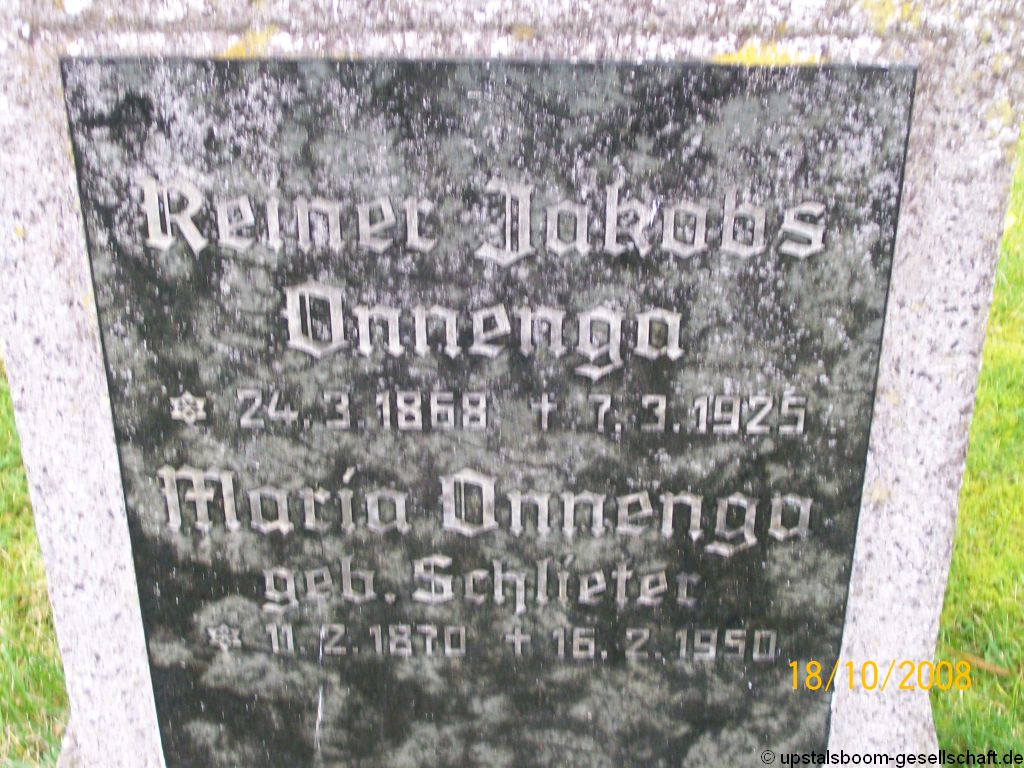 Reiner Jakobs
Onnenga
✡ 24.3.1868 † 7.3.1925
Maria Onnenga
geb. Schlieter
✡ 11.2.1870 † 16.2.1950
18/10/2008
© upstalsboom-gesellschaft.de